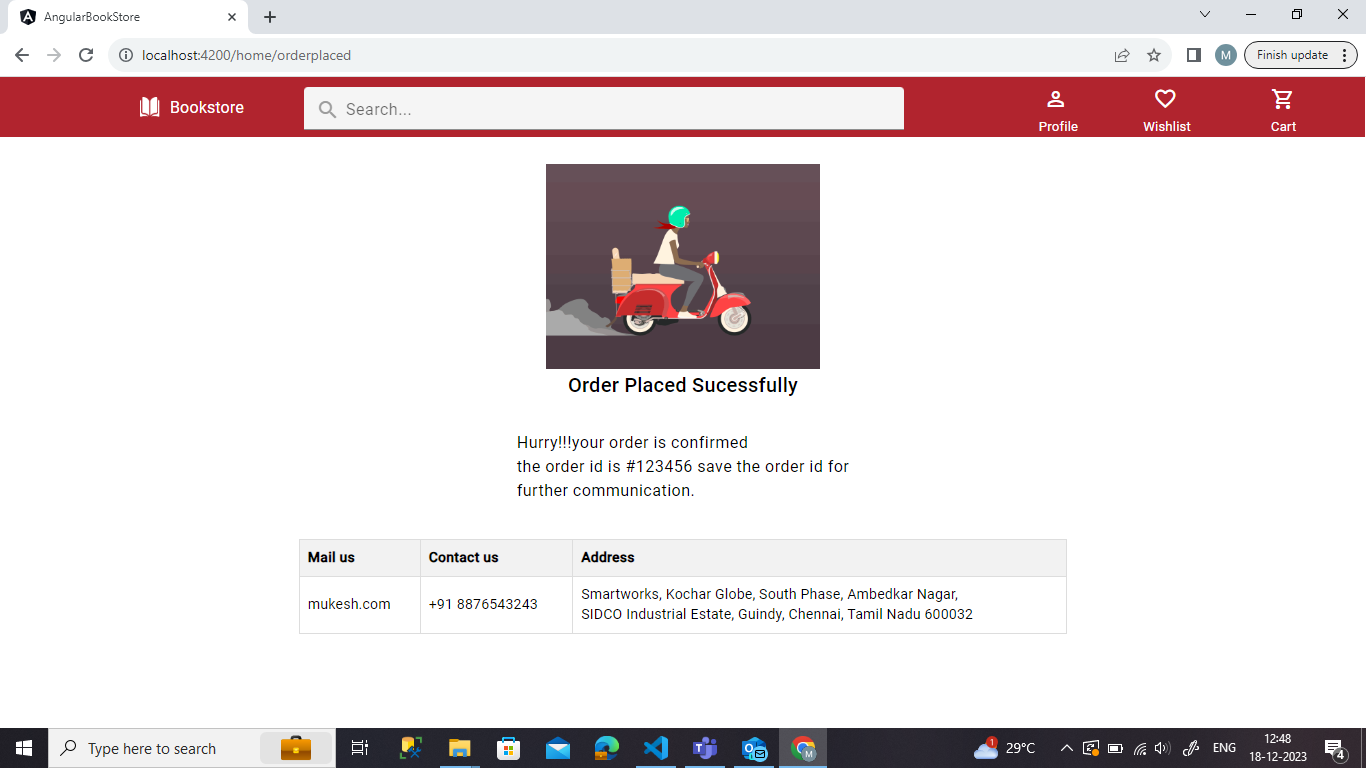 AngularBookStore
localhost:4200/home/orderplaced
M
Finish update
Bookstore
Search...
Profile
Wishlist
Cart
Order Placed Sucessfully
Hurry!!!your order is confirmed
the order id is #123456 save the order id for
further communication.
Mail us
Contact us
Address
mukesh.com
+91 8876543243
Smartworks, Kochar Globe, South Phase, Ambedkar Nagar,
SIDCO Industrial Estate, Guindy, Chennai, Tamil Nadu 600032
Type here to search
M
1
29°C
ENG
12:48
18-12-2023
4